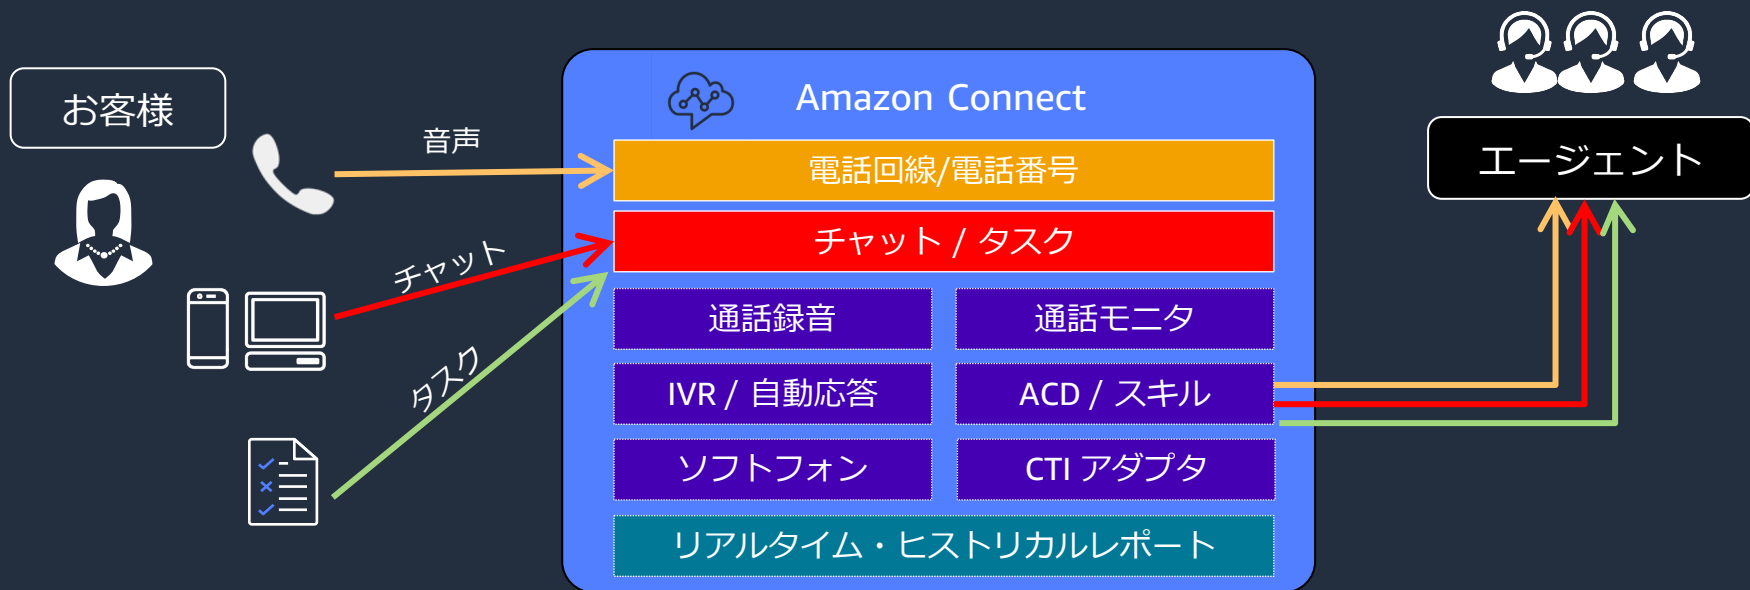 お客様
音声
チャット
タスク
Amazon Connect
電話回線/電話番号
チャット / タスク
通話録音
通話モニタ
IVR / 自動応答
ACD / スキル
ソフトフォン
CTI アダプタ
リアルタイム・ヒストリカルレポート
エージェント